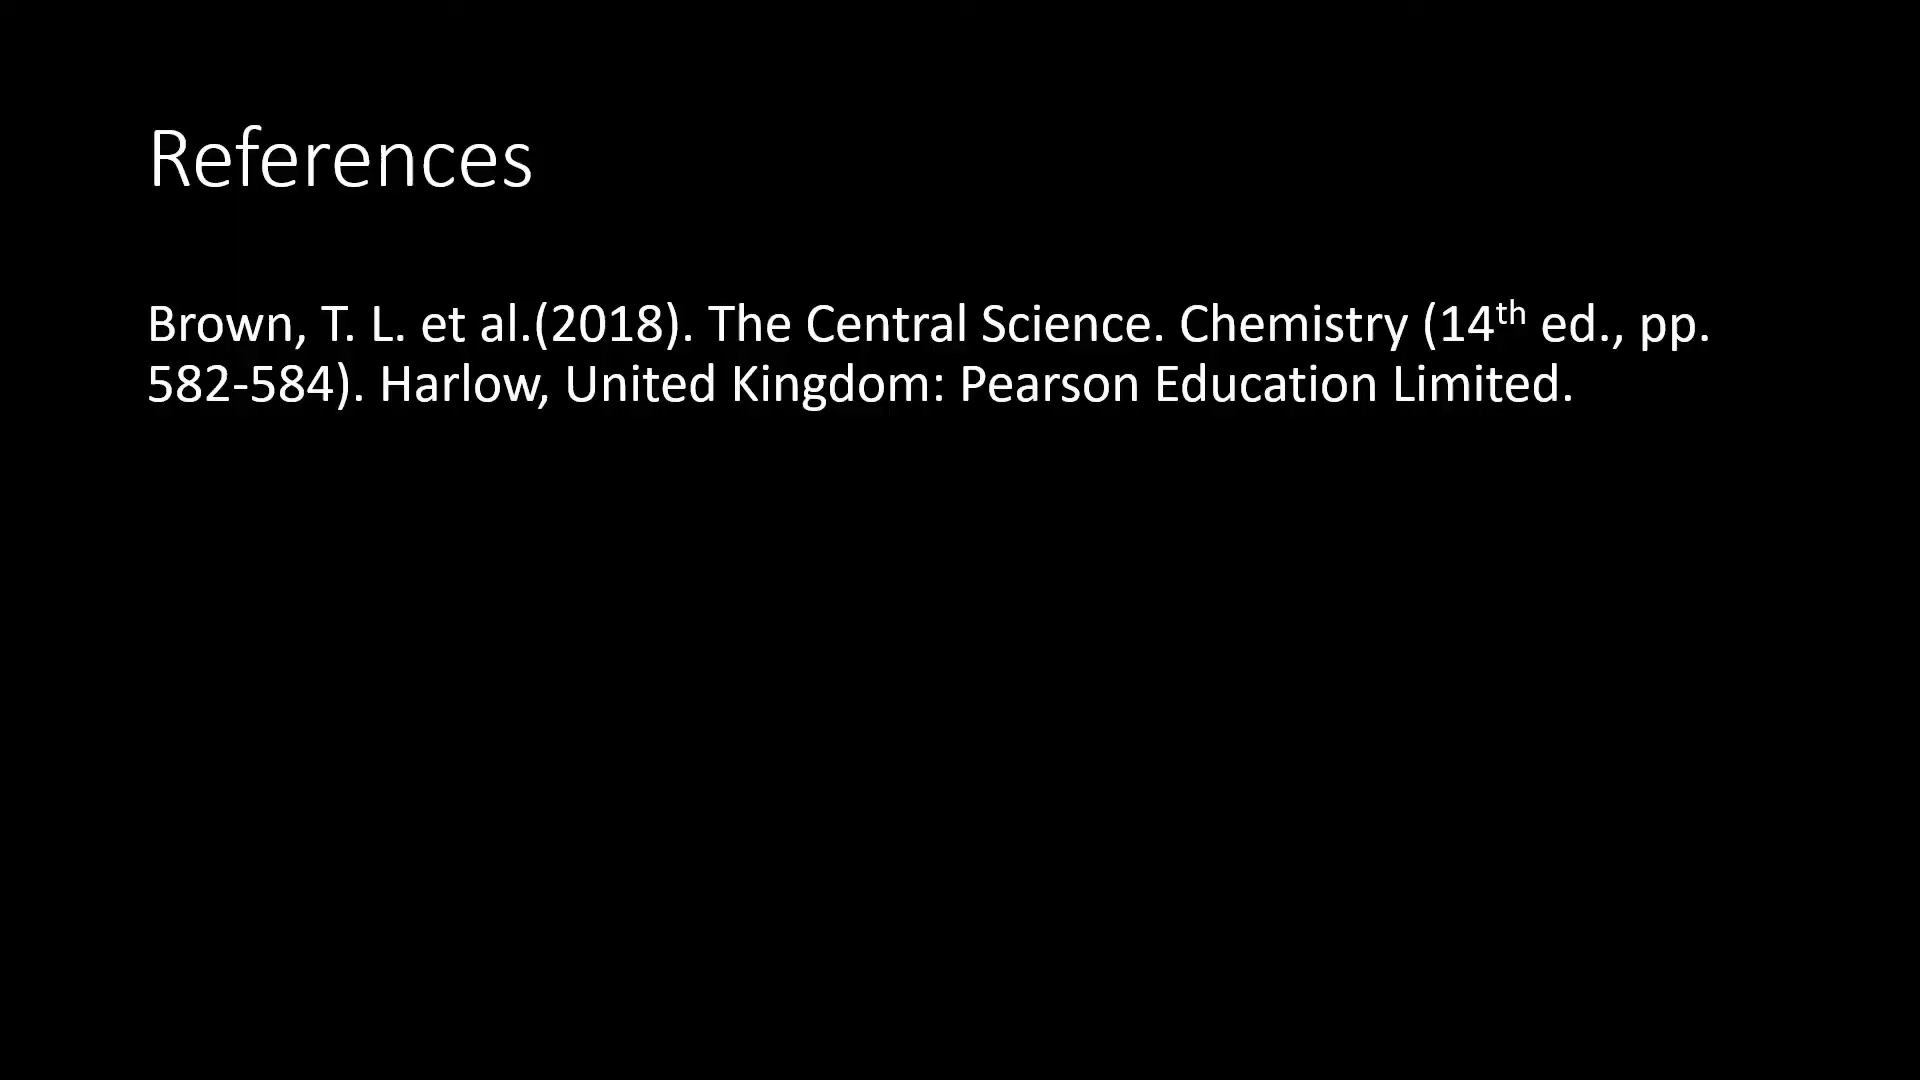 References
Brown, T. L. et al.(2018). The Central Science. Chemistry (14th ed., pp.
582-584). Harlow, United Kingdom: Pearson Education Limited.